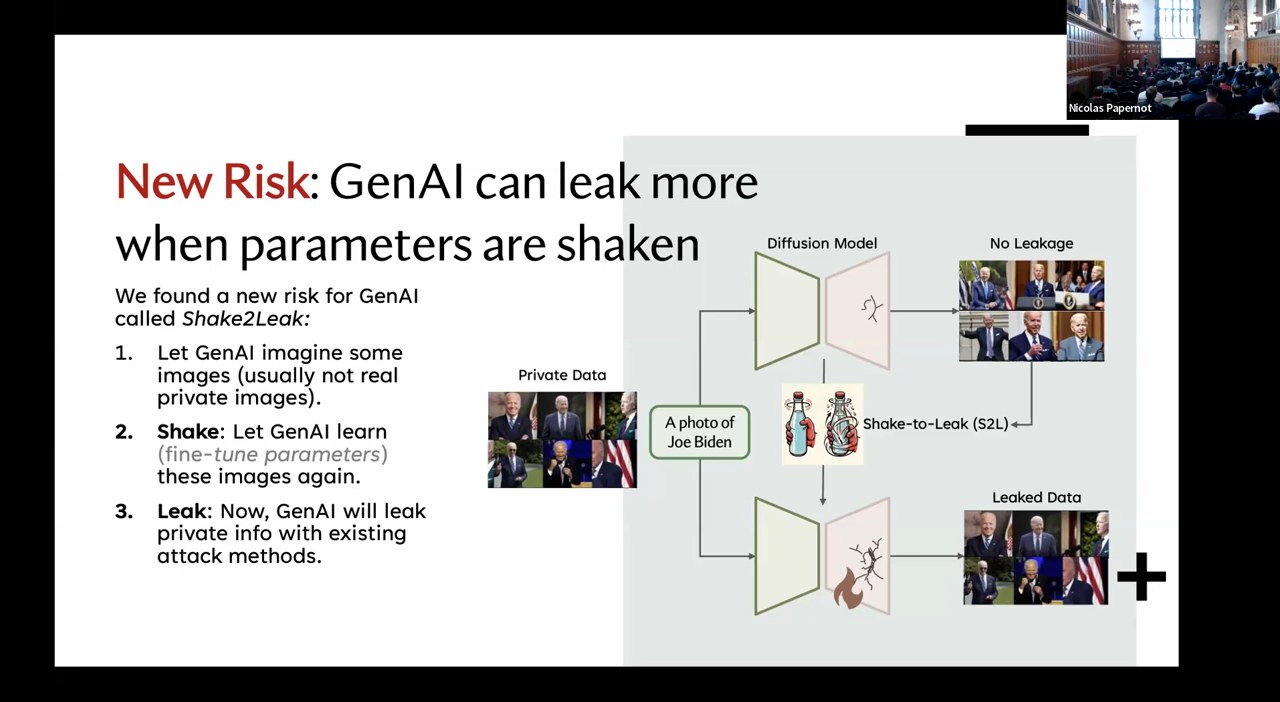 Nicolas Papernot
New Risk: GenAI can leak more
when parameters are shaken
We found a new risk for GenAI
called Shake2Leak:
1. Let GenAI imagine some
images (usually not real
private images).
2. Shake: Let GenAI learn
(fine-tune parameters)
these images again.
3. Leak: Now, GenAI will leak
private info with existing
attack methods.
Private Data
A photo of
Joe Biden
Diffusion Model
No Leakage
Shake-to-Leak (S2L)
Leaked Data